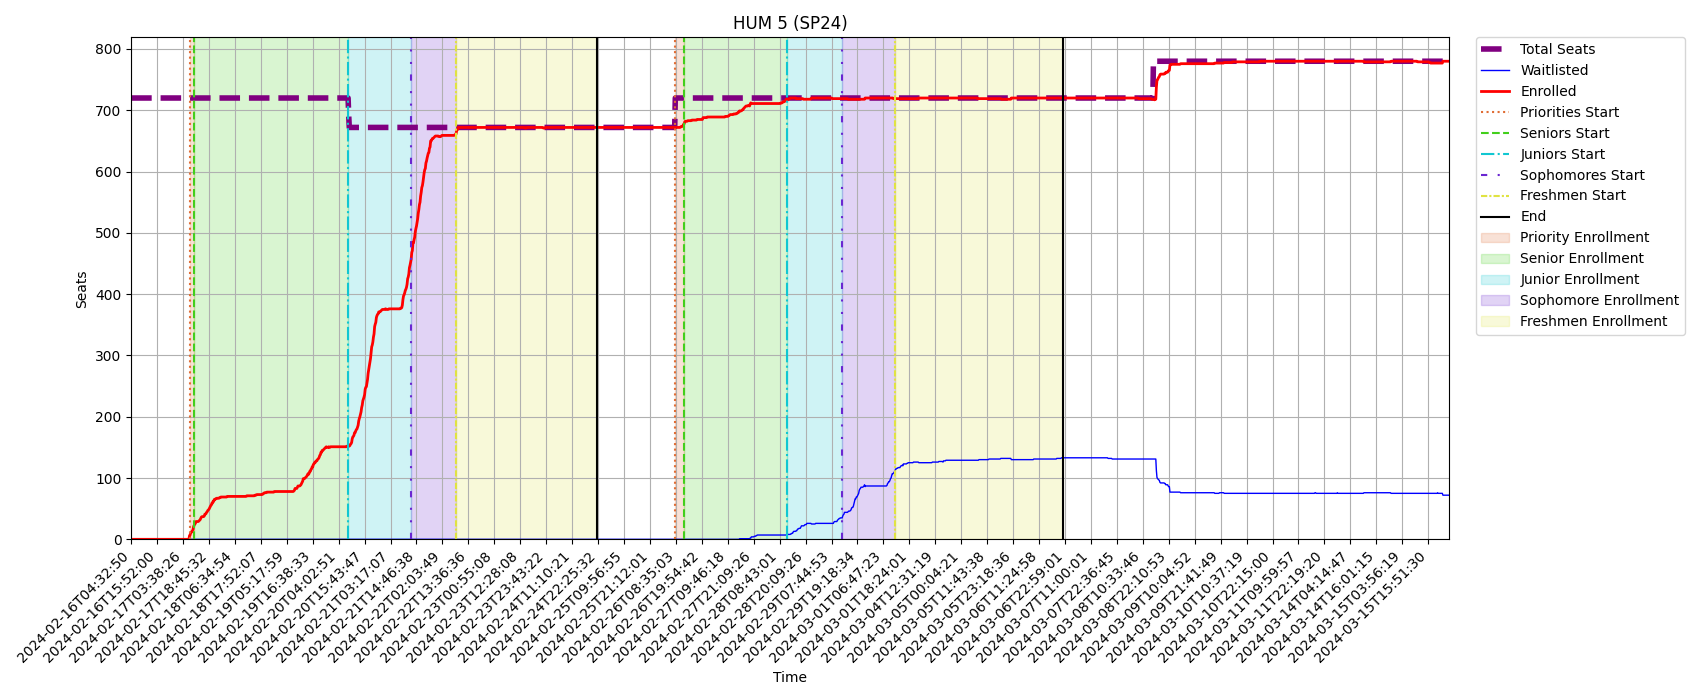 HUM 5 (SP24)
Seats
800
700
600
500
400
300
200
100
0
2024-02-16T04:32:50
2024-02-16T15:52:00
2024-02-17T03:38:26
2024-02-17T18:45:32
2024-02-18T06:34:54
2024-02-18T17:52:07
2024-02-19T05:17:59
2024-02-19T16:38:33
2024-02-20T04:02:51
2024-02-20T15:43:47
2024-02-21T03:17:07
2024-02-21T14:46:38
2024-02-22T02:03:49
2024-02-22T13:36:36
2024-02-23T00:55:08
2024-02-23T12:28:08
2024-02-23T23:43:22
2024-02-24T11:10:21
2024-02-24T22:25:32
2024-02-25T09:56:55
2024-02-25T21:12:01
2024-02-26T08:35:03
2024-02-26T19:54:42
2024-02-27T09:46:18
2024-02-27T21:09:26
2024-02-28T08:43:01
2024-02-28T20:09:26
2024-02-29T07:44:53
2024-02-29T19:18:34
2024-03-01T06:47:23
2024-03-01T18:24:01
2024-03-04T12:31:19
2024-03-05T00:04:21
2024-03-05T11:43:38
2024-03-05T23:18:36
2024-03-06T11:24:58
2024-03-06T22:59:01
2024-03-07T11:00:01
2024-03-07T22:36:45
2024-03-08T10:33:46
2024-03-08T22:10:53
2024-03-09T10:04:52
2024-03-09T21:41:49
2024-03-10T10:37:19
2024-03-10T22:15:00
2024-03-11T09:59:57
2024-03-11T22:19:20
2024-03-14T04:14:47
2024-03-14T16:01:15
2024-03-15T03:56:19
2024-03-15T15:51:30
Time
Total Seats
Waitlisted
Enrolled
Priorities Start
Seniors Start
Juniors Start
Sophomores Start
Freshmen Start
End
Priority Enrollment
Senior Enrollment
Junior Enrollment
Sophomore Enrollment
Freshmen Enrollment